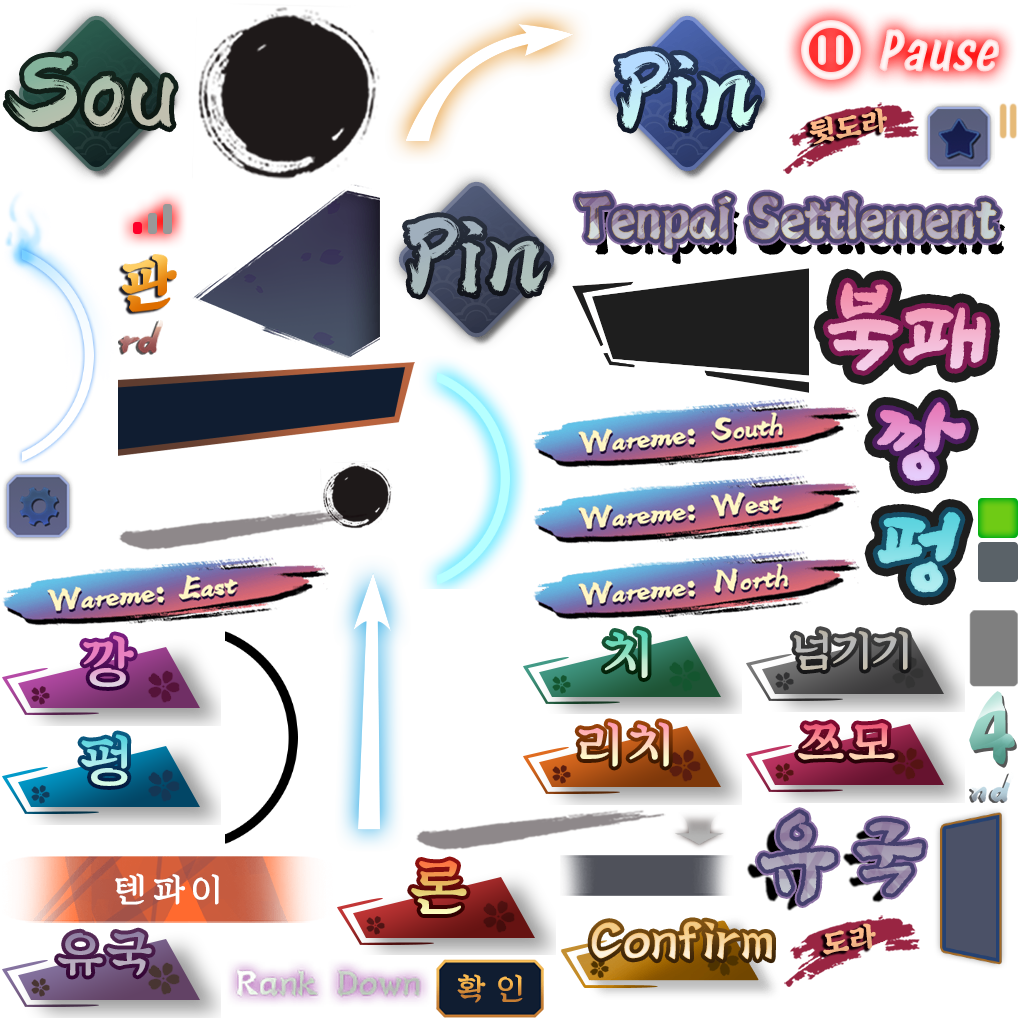 Sou
Pin
Pause
뒷도라
Pin
Tenpai Settlement
판
rd
북패
Wareme: South
깡
Wareme: West
펑
Wareme: East
Wareme: North
깡
치
넘기기
펑
리치
쯔모
4
nd
텐파이
론
유국
유국
Confirm
도라
Rank Down
확인